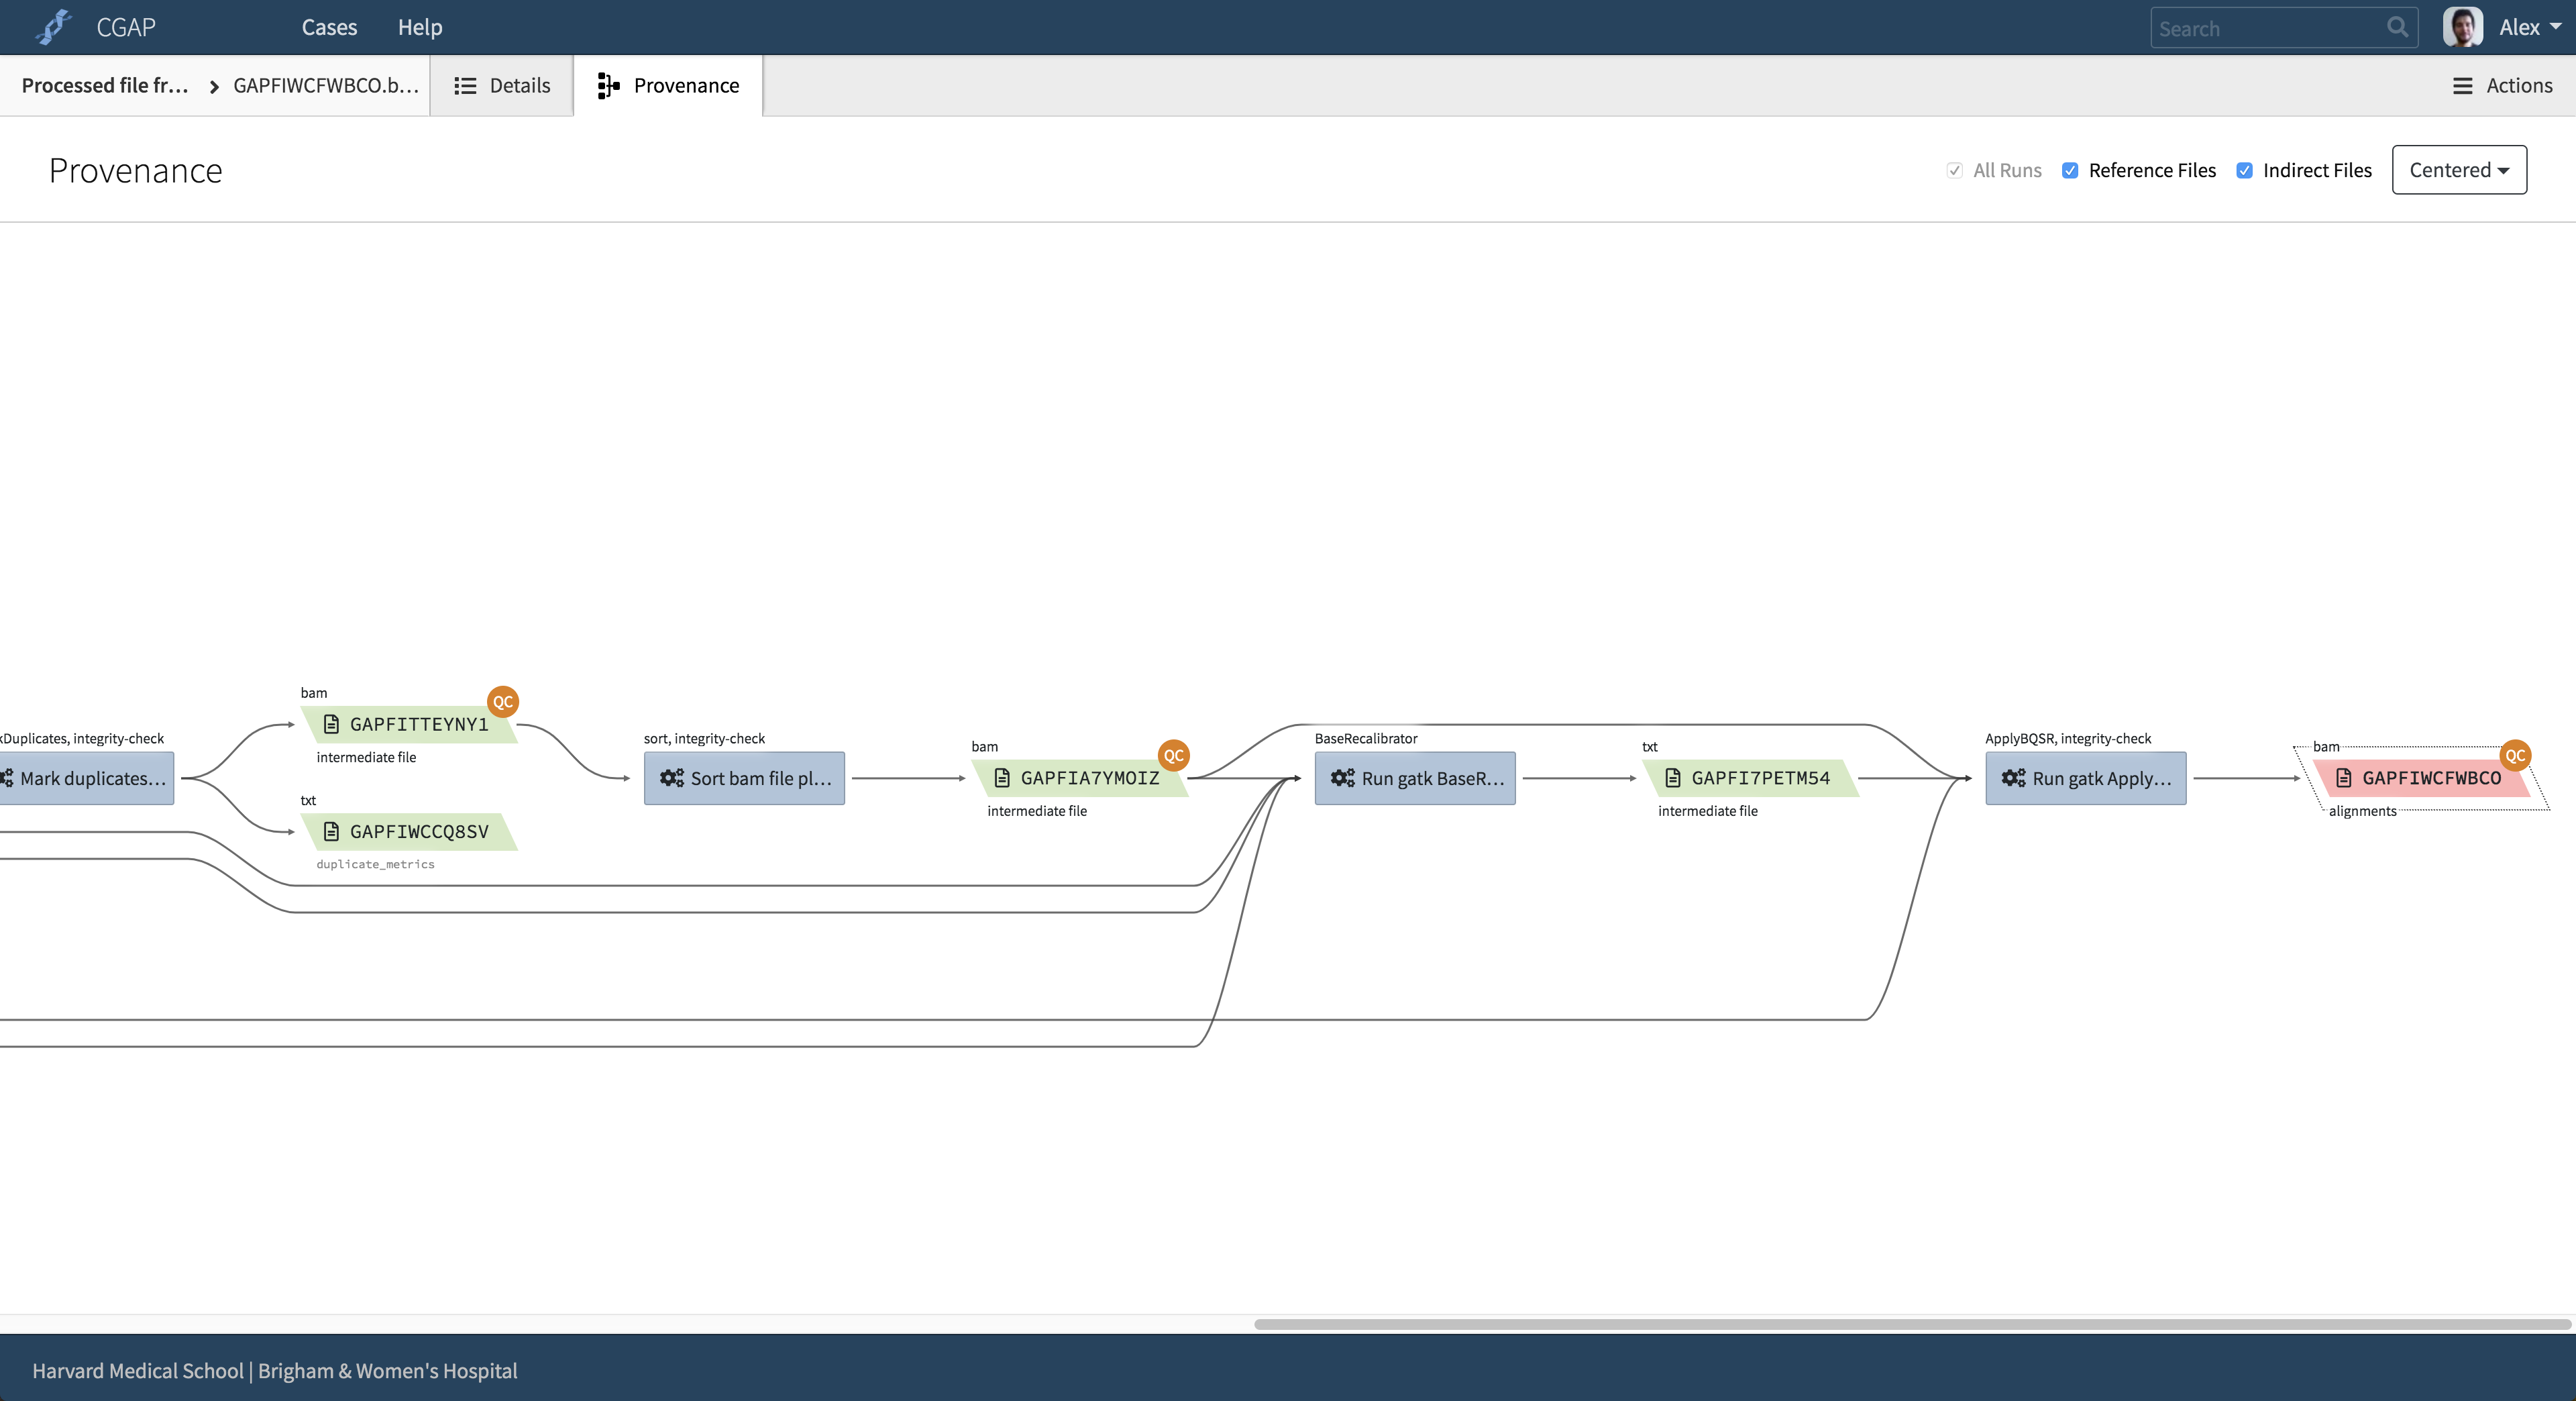 CGAP Cases Help Search Alex
Processed file fr... GAPFIWCFWBCO.b... Details Provenance Actions
Provenance All Runs Reference Files Indirect Files Centered
kDuplicates, integrity-check
Mark duplicates...
bam
QC
GAPFITTEYNY1
intermediate file
txt
GAPFIWCCQ8SV
duplicate_metrics
sort, integrity-check
Sort bam file pl...
bam
QC
GAPFIA7YMOIZ
intermediate file
BaseRecalibrator
Run gatk BaseR...
txt
GAPFI7PETM54
intermediate file
ApplyBQSR, integrity-check
Run gatk Apply...
bam
QC
GAPFIWCFWBCO
alignments
Harvard Medical School | Brigham & Women's Hospital